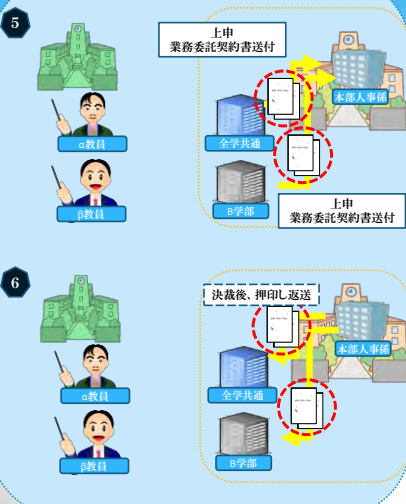 5
上申
業務委託契約書送付
本部人事係
α教員
全学共通
β教員
B学部
上申
業務委託契約書送付
6
決裁後、押印し返送
本部人事係
α教員
全学共通
β教員
B学部